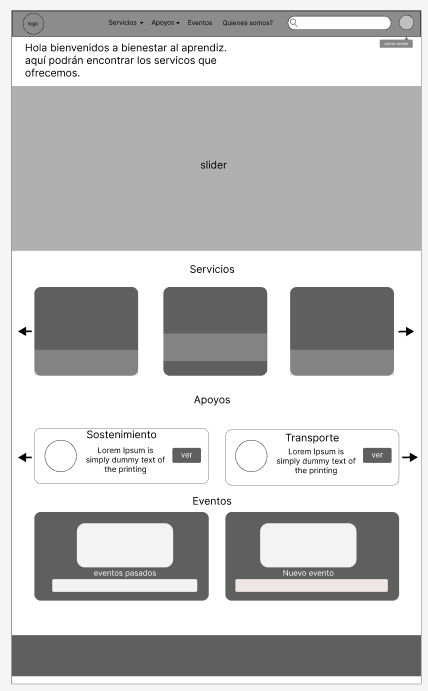 logo
Servicios
Apoyos
Eventos
Quienes somos?
Hola bienvenidos a bienestar al aprendiz.
aquí podrán encontrar los servicos que
ofrecemos.
slider
Servicios
Apoyos
Sostenimiento
Lorem Ipsum is
simply dummy text of
the printing
ver
Transporte
Lorem Ipsum is
simply dummy text of
the printing
ver
Eventos
eventos pasados
Nuevo evento